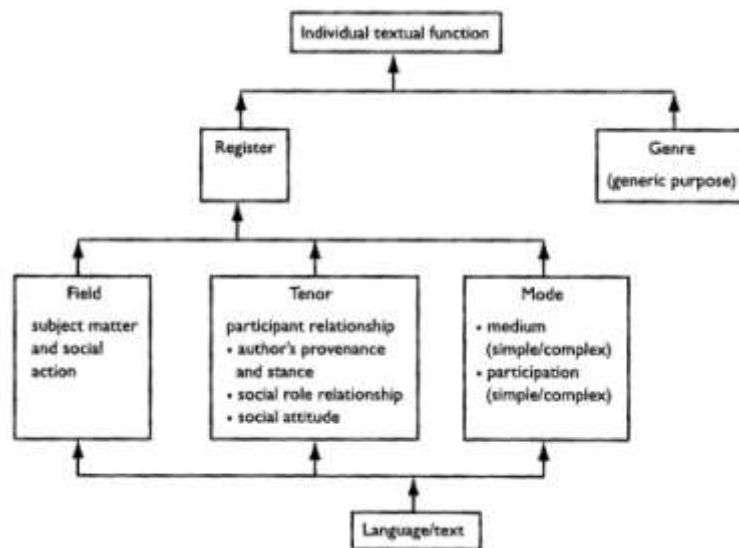 Individual textual function
Register
Genre
(generic purpose)
Field
subject matter
and social
action
Tenor
participant relationship
• author's provenance
and stance
• social role relationship
• social attitude
Mode
• medium
(simple/complex)
• participation
(simple/complex)
Language/text